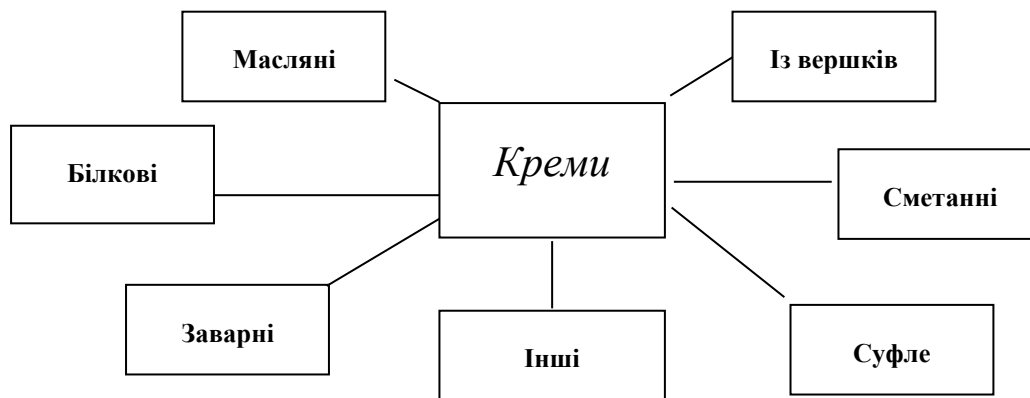 Масляні
Із вершків
Креми
Білкові
Сметанні
Заварні
Інші
Суфле